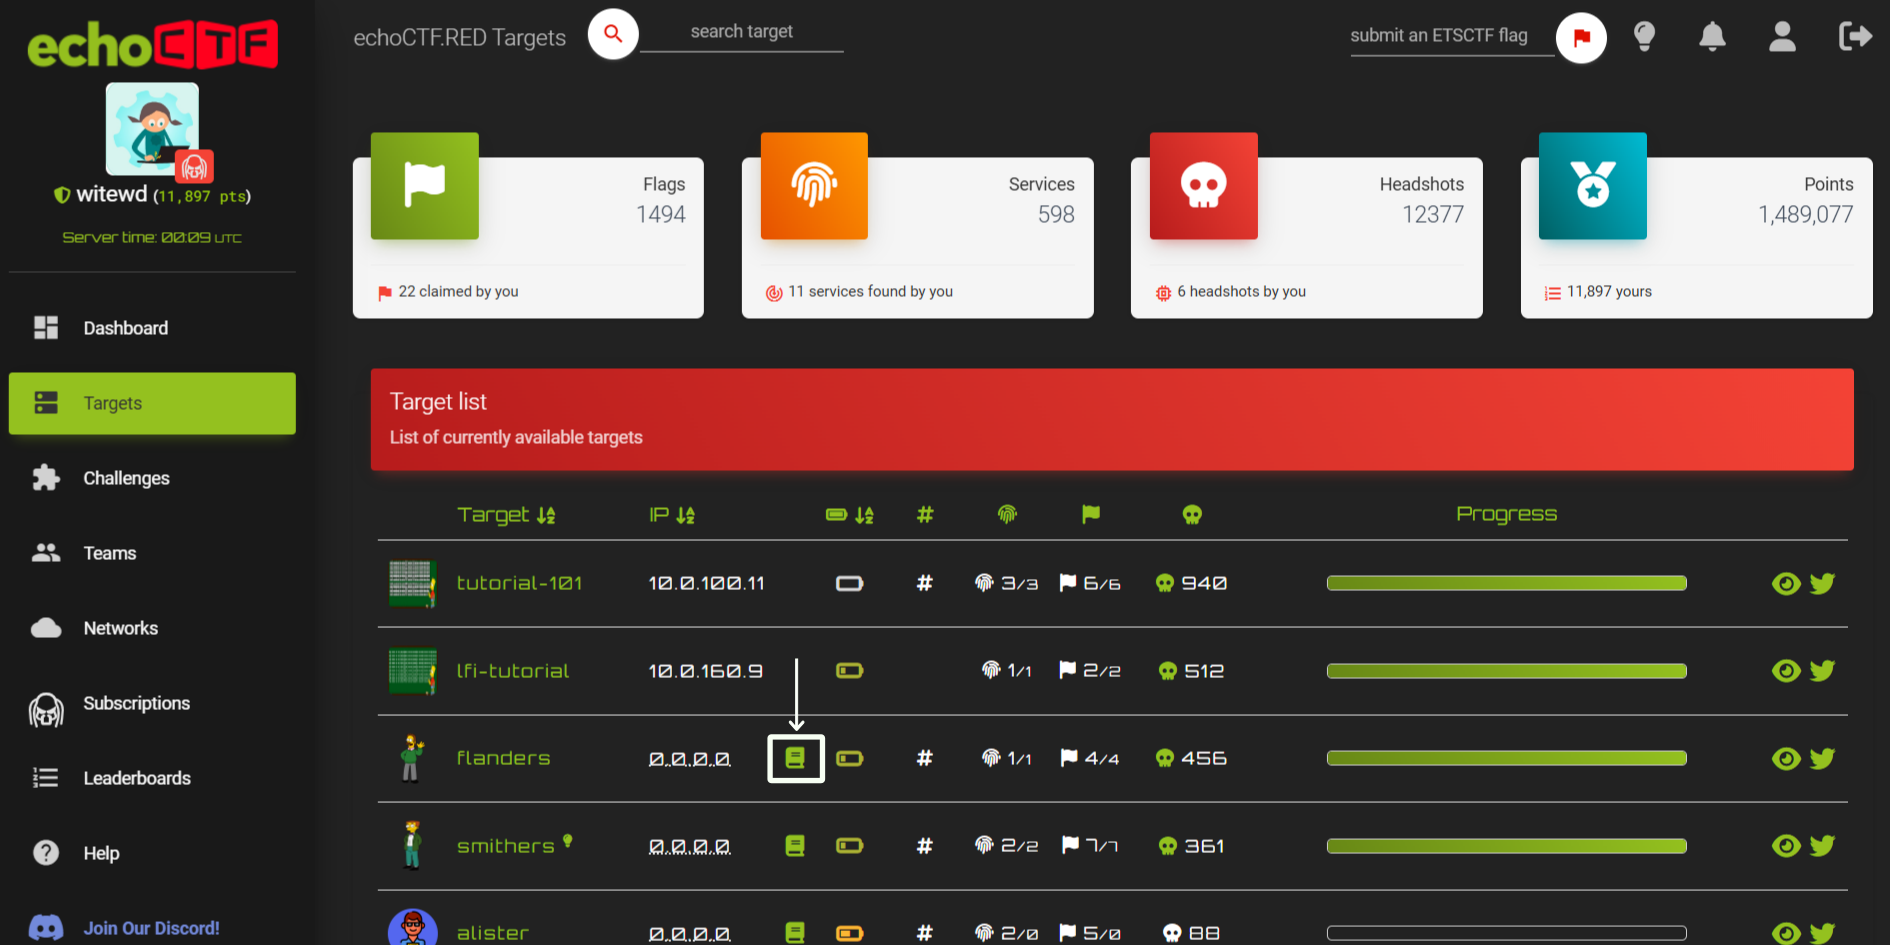 echoCTF
witewd (11,897 pts)
Server time: 00:09 UTC
Dashboard
Targets
Challenges
Teams
Networks
Subscriptions
Leaderboards
Help
Join Our Discord!
echoCTF.RED Targets
search target
submit an ETSCTF flag
Flags
1494
22 claimed by you
Services
598
11 services found by you
Headshots
12377
6 headshots by you
Points
1,489,077
11,897 yours
Target list
List of currently available targets
Target IP # Progress
tutorial-101 10.0.100.11 # 3/3 6/6 940
lfi-tutorial 10.0.160.9 1/1 2/2 512
flanders 0.0.0.0 # 1/1 4/4 456
smithers 0.0.0.0 # 2/2 7/7 361
alister 0.0.0.0 # 2/0 5/0 88